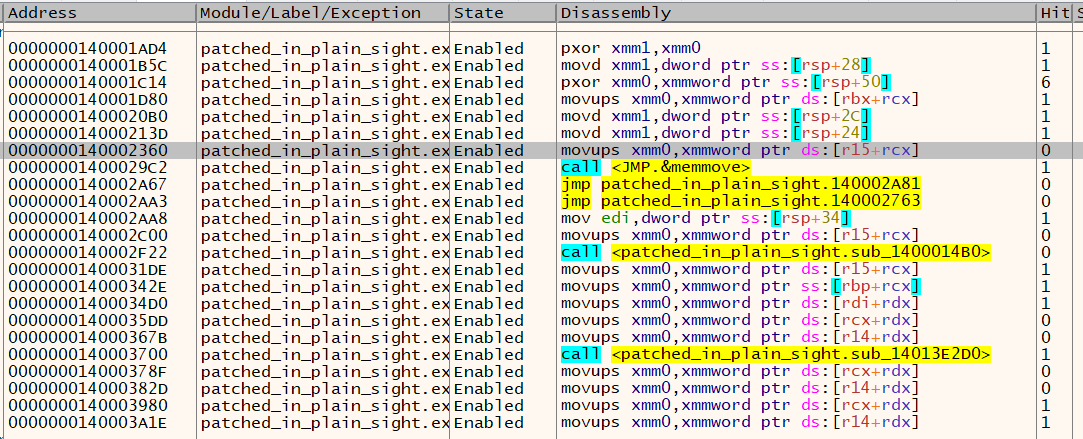 Address Module/Label/Exception State Disassembly Hit S
0000000140001AD4 patched_in_plain_sight.ex Enabled pxor xmm1,xmm0 1
0000000140001B5C patched_in_plain_sight.ex Enabled movd xmm1,dword ptr ss:[rsp+28] 1
0000000140001C14 patched_in_plain_sight.ex Enabled pxor xmm0,xmmword ptr ss:[rsp+50] 6
0000000140001D80 patched_in_plain_sight.ex Enabled movups xmm0,xmmword ptr ds:[rbx+rcx] 1
00000001400020B0 patched_in_plain_sight.ex Enabled movd xmm1,dword ptr ss:[rsp+2C] 1
000000014000213D patched_in_plain_sight.ex Enabled movd xmm1,dword ptr ss:[rsp+24] 1
0000000140002360 patched_in_plain_sight.ex Enabled movups xmm0,xmmword ptr ds:[r15+rcx] 0
00000001400029C2 patched_in_plain_sight.ex Enabled call <JMP.&memmove> 1
0000000140002A67 patched_in_plain_sight.ex Enabled jmp patched_in_plain_sight.140002A81 0
0000000140002AA3 patched_in_plain_sight.ex Enabled jmp patched_in_plain_sight.140002763 0
0000000140002AA8 patched_in_plain_sight.ex Enabled mov edi,dword ptr ss:[rsp+34] 1
0000000140002C00 patched_in_plain_sight.ex Enabled movups xmm0,xmmword ptr ds:[r15+rcx] 0
0000000140002F22 patched_in_plain_sight.ex Enabled call <patched_in_plain_sight.sub_1400014B0> 0
00000001400031DE patched_in_plain_sight.ex Enabled movups xmm0,xmmword ptr ds:[r15+rcx] 1
000000014000342E patched_in_plain_sight.ex Enabled movups xmm0,xmmword ptr ss:[rbp+rcx] 1
00000001400034D0 patched_in_plain_sight.ex Enabled movups xmm0,xmmword ptr ds:[rdi+rdx] 1
00000001400035DD patched_in_plain_sight.ex Enabled movups xmm0,xmmword ptr ds:[rcx+rdx] 1
000000014000367B patched_in_plain_sight.ex Enabled movups xmm0,xmmword ptr ds:[r14+rdx] 0
0000000140003700 patched_in_plain_sight.ex Enabled call <patched_in_plain_sight.sub_14013E2D0> 1
000000014000378F patched_in_plain_sight.ex Enabled movups xmm0,xmmword ptr ds:[rcx+rdx] 0
000000014000382D patched_in_plain_sight.ex Enabled movups xmm0,xmmword ptr ds:[r14+rdx] 0
0000000140003980 patched_in_plain_sight.ex Enabled movups xmm0,xmmword ptr ds:[rcx+rdx] 1
0000000140003A1E patched_in_plain_sight.ex Enabled movups xmm0,xmmword ptr ds:[r14+rdx] 0